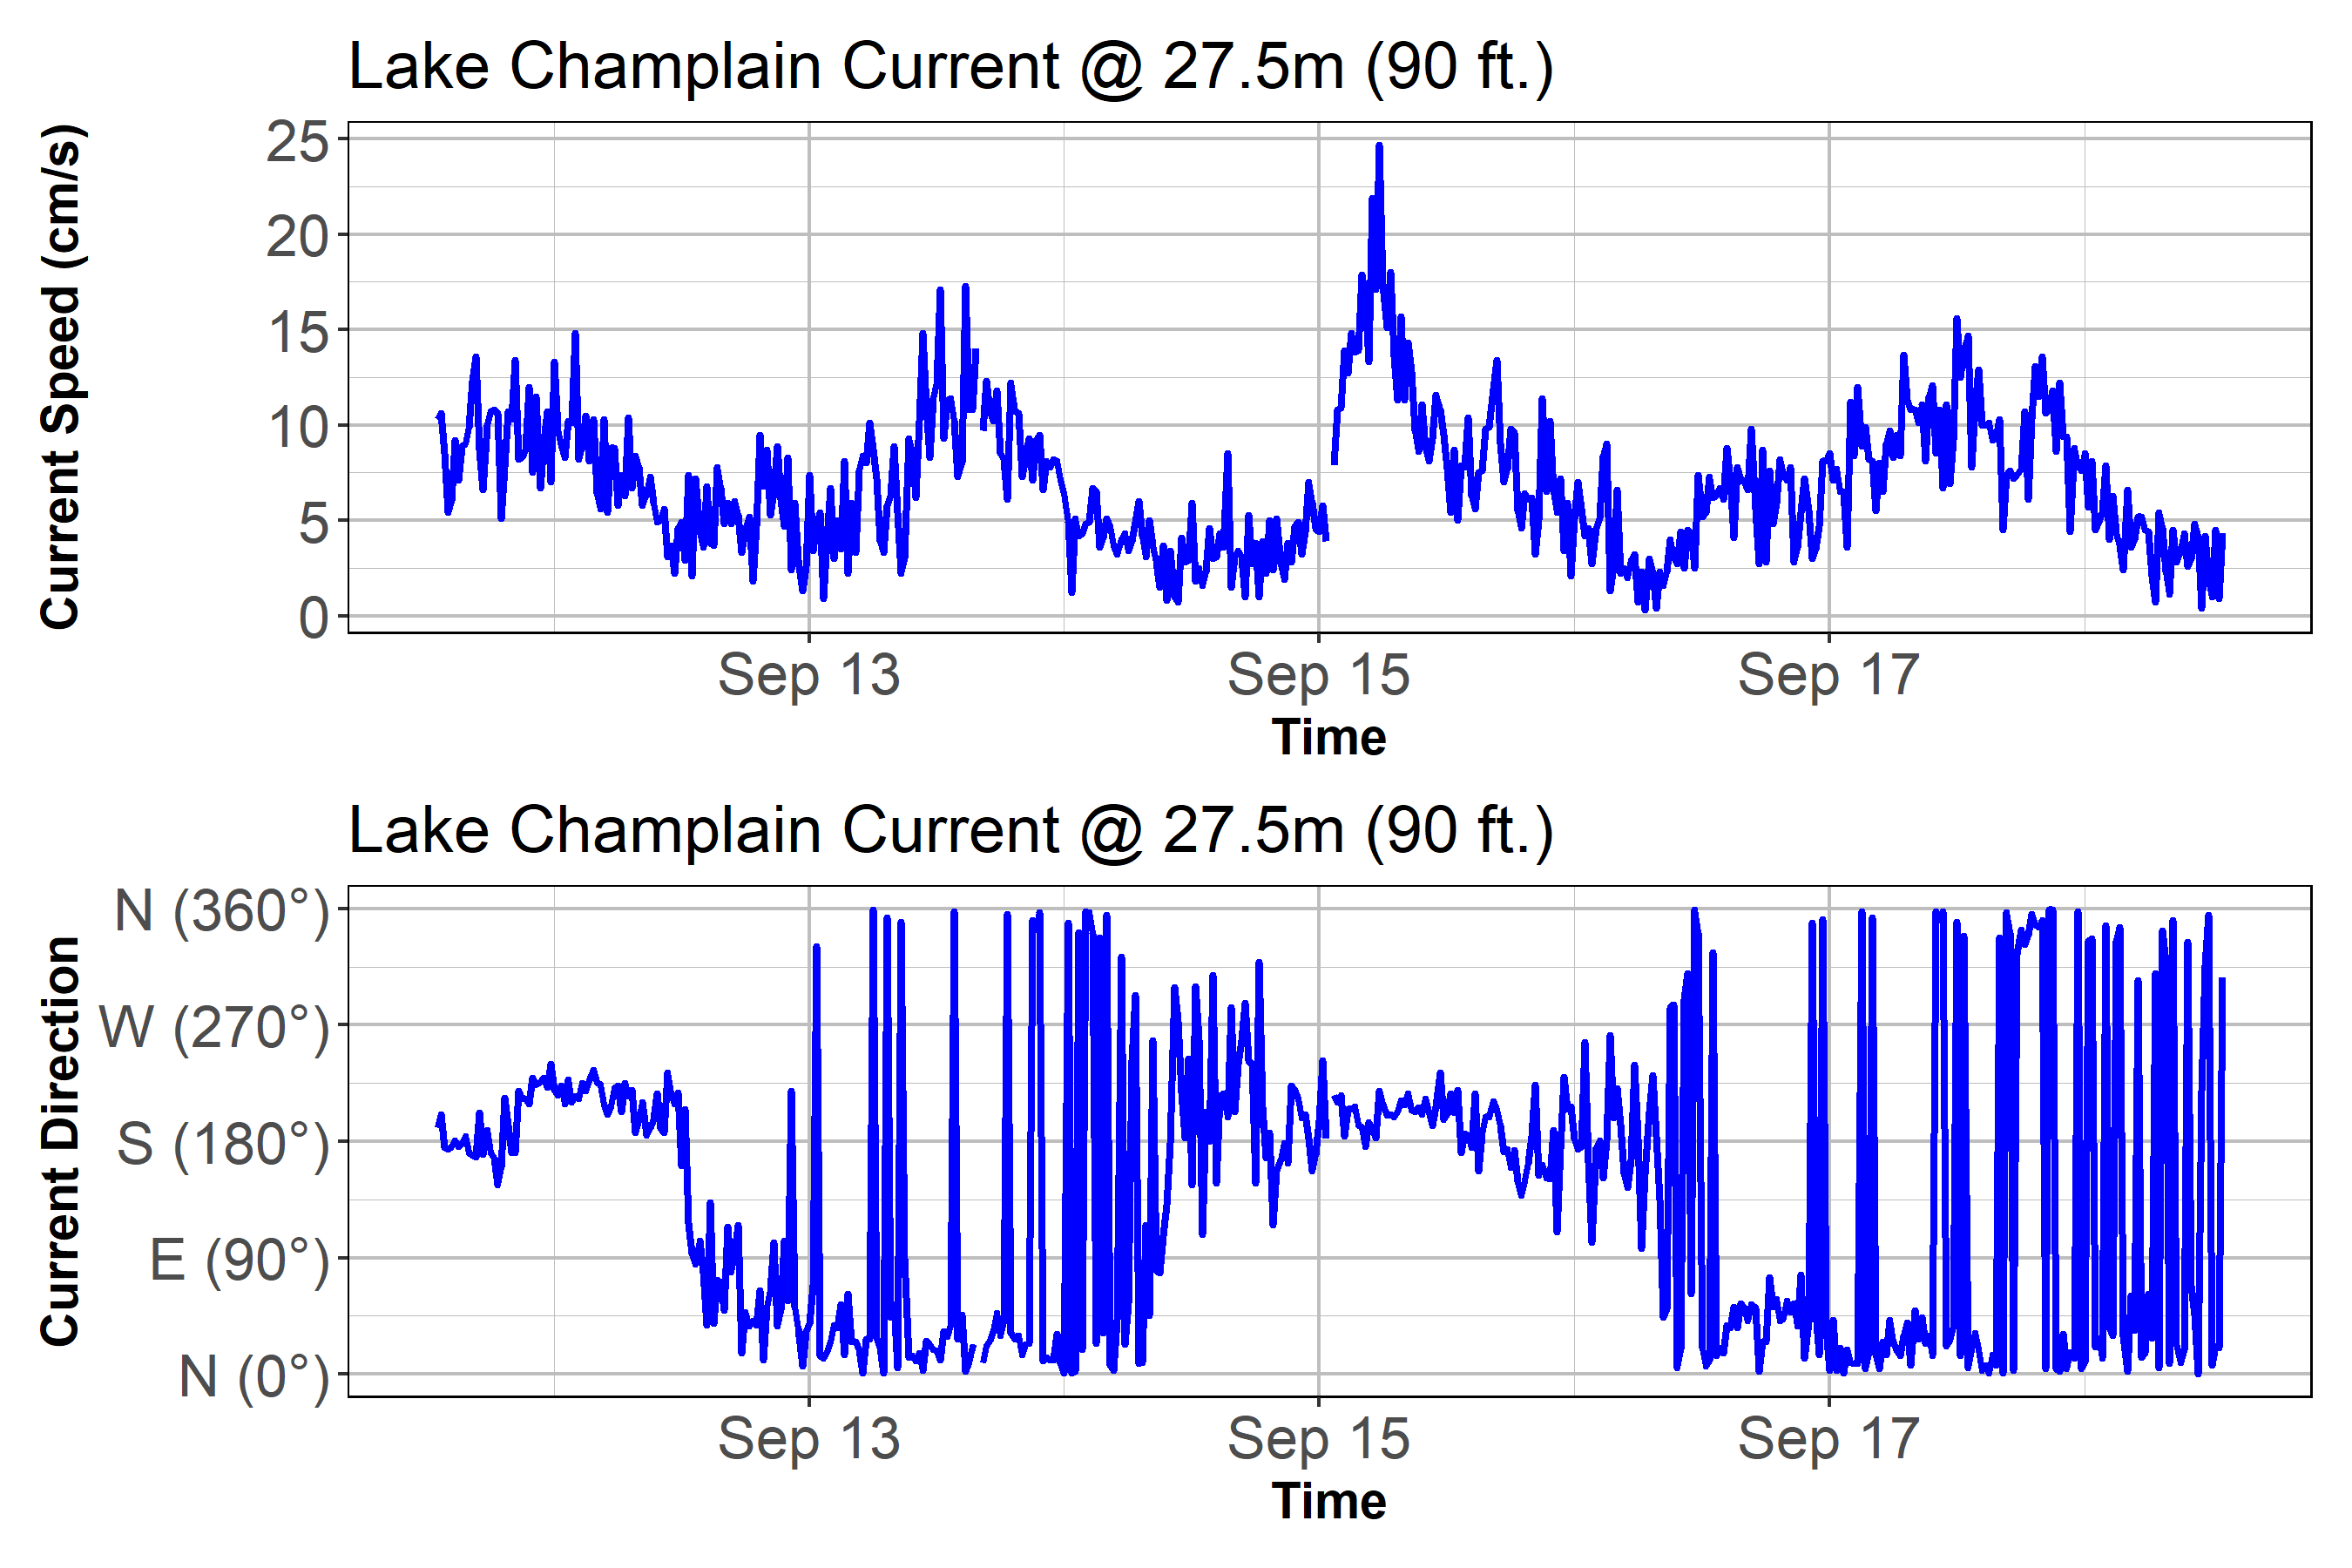 Lake Champlain Current @ 27.5m (90 ft.)
Current Speed (cm/s)
25
20
15
10
5
0
Sep 13
Sep 15
Sep 17
Time
Lake Champlain Current @ 27.5m (90 ft.)
Current Direction
N (360°)
W (270°)
S (180°)
E (90°)
N (0°)
Sep 13
Sep 15
Sep 17
Time